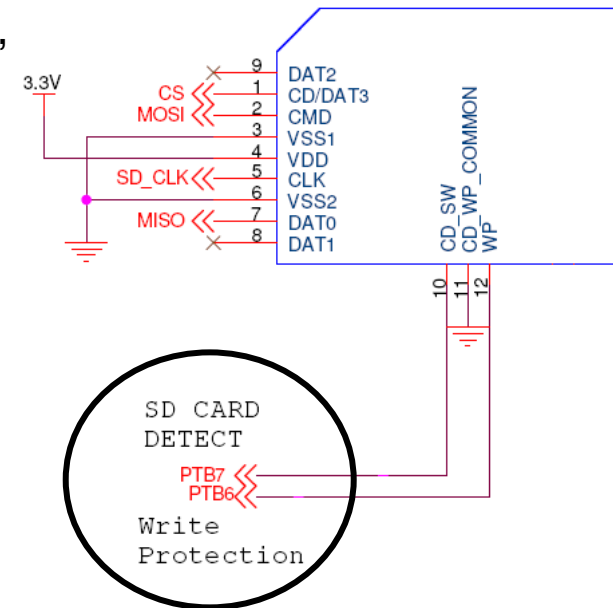 ,
3.3V
9 DAT2
CS 1 CD/DAT3
MOSI 2 CMD
3 VSS1
4 VDD
SD_CLK 5 CLK
6 VSS2
MISO 7 DAT0
8 DAT1
CD_SW
CD_WP_COMMON
WP
10
11
12
SD CARD
DETECT
PTB7
PTB6
Write
Protection